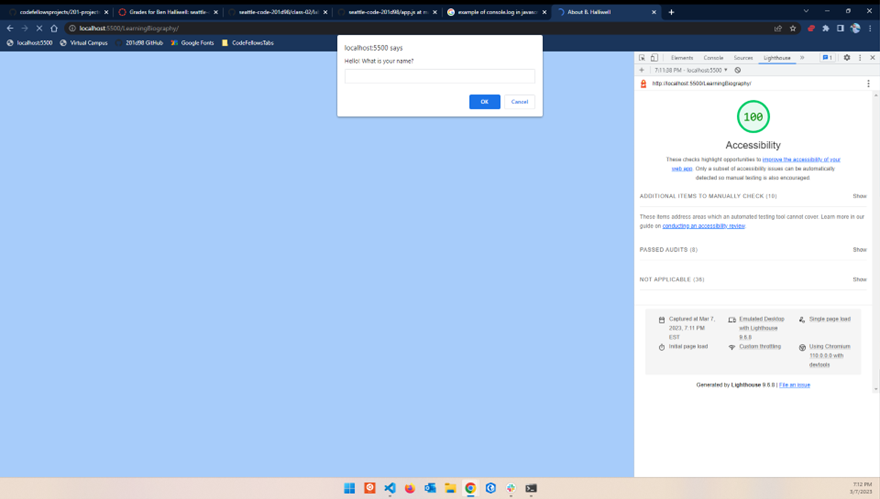 codefellowsprojects/201-project
Grades for Ben Halliwell: seattle-
seattle-code-201d98/class-02/lab
seattle-code-201d98/app.js at m
example of console.log in javasc
About B. Halliwell
localhost:5500/LearningBiography/
localhost:5500
Virtual Campus
201d98 GitHub
Google Fonts
CodeFellowsTabs
localhost:5500 says
Hello! What is your name?
OK
Cancel
Elements
Console
Sources
Lighthouse
1
7:11:08 PM - localhost:5500
http://localhost:5500/LearningBiography/
100
Accessibility
These checks highlight opportunities to improve the accessibility of your
web app. Only a subset of accessibility issues can be automatically
detected so manual testing is also encouraged.
ADDITIONAL ITEMS TO MANUALLY CHECK (10)
Show
These items address areas which an automated testing tool cannot cover. Learn more in our
guide on conducting an accessibility review.
PASSED AUDITS (8)
Show
NOT APPLICABLE (36)
Show
Captured at Mar 7,
2023, 7:11 PM
EST
Emulated Desktop
with Lighthouse
9.6.8
Single page load
Initial page load
Custom throttling
Using Chromium
110.0.0.0 with
devtools
Generated by Lighthouse 9.6.8 | File an issue
7:12 PM
3/7/2023